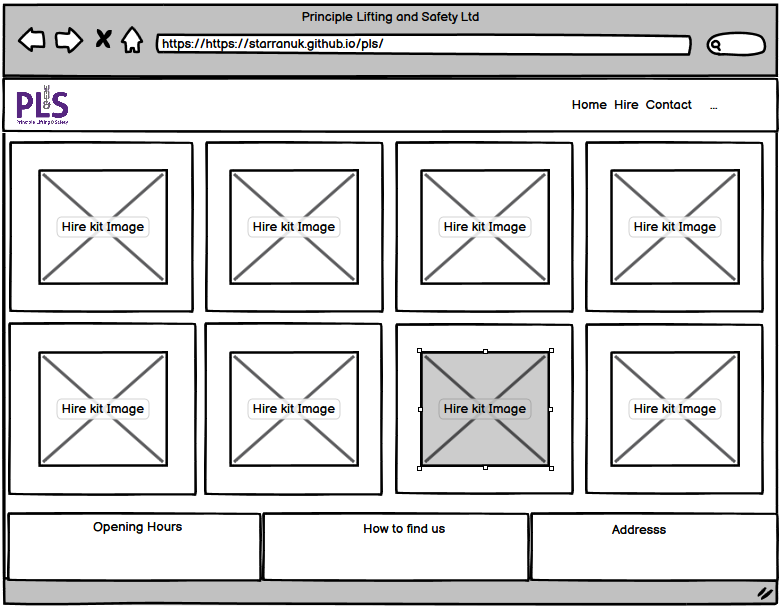 Principle Lifting and Safety Ltd
https://https://starranuk.github.io/pls/
PLS
Principle Lifting & Safety
Home Hire Contact ...
Hire kit Image Hire kit Image Hire kit Image Hire kit Image
Hire kit Image Hire kit Image Hire kit Image Hire kit Image
Opening Hours How to find us Addresss